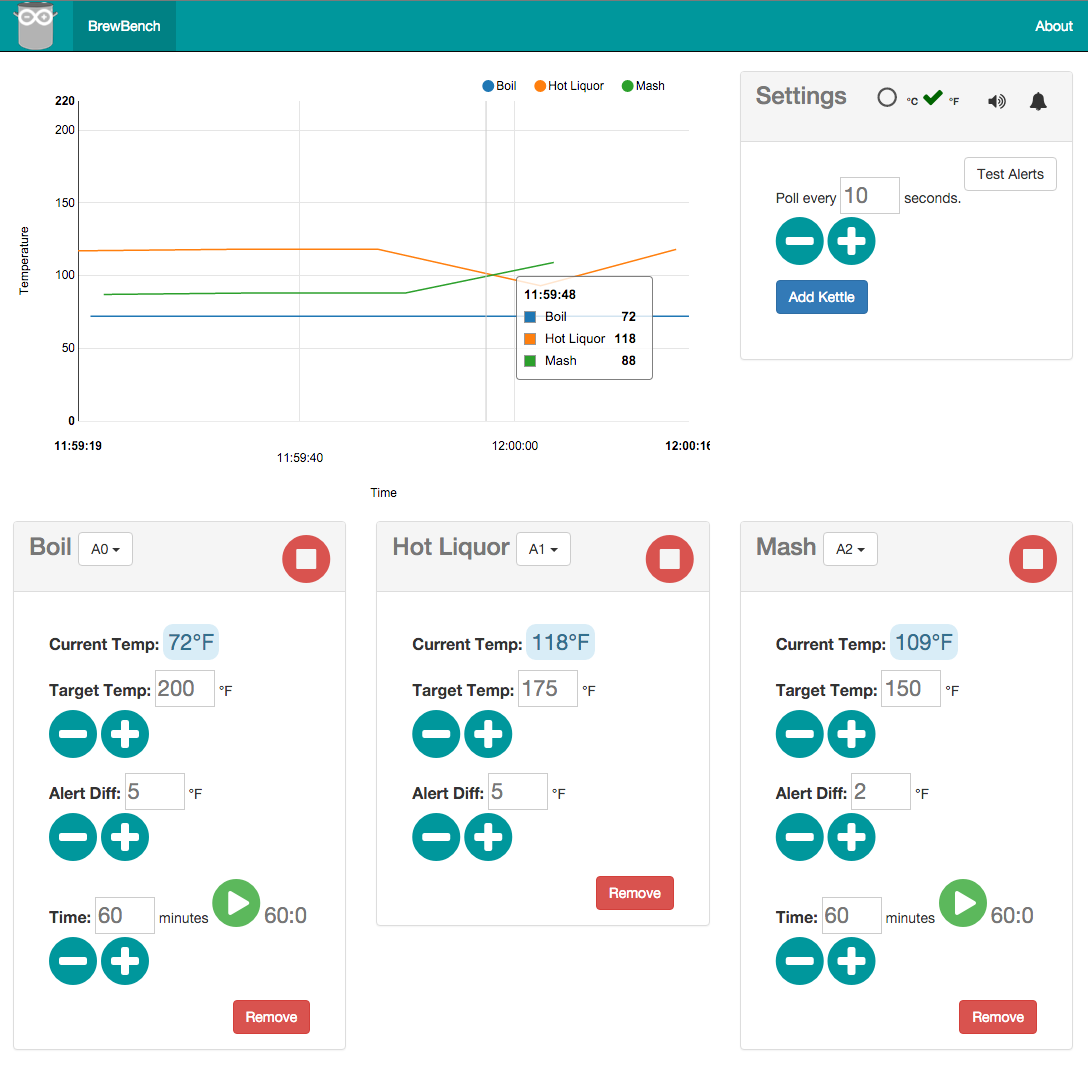 BrewBench About
Boil Hot Liquor Mash
220
200
150
100
50
0
Temperature
11:59:48
Boil 72
Hot Liquor 118
Mash 88
11:59:19 12:00:00 12:00:16
11:59:40
Time
Settings °C °F
Test Alerts
Poll every 10 seconds.
Add Kettle
Boil A0
Current Temp: 72°F
Target Temp: 200 °F
Alert Diff: 5 °F
Time: 60 minutes 60:0
Remove
Hot Liquor A1
Current Temp: 118°F
Target Temp: 175 °F
Alert Diff: 5 °F
Remove
Mash A2
Current Temp: 109°F
Target Temp: 150 °F
Alert Diff: 2 °F
Time: 60 minutes 60:0
Remove